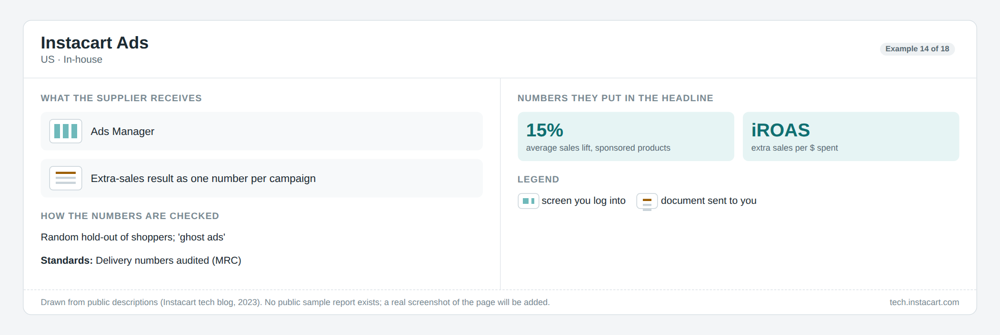 Instacart Ads
US · In-house
Example 14 of 18
WHAT THE SUPPLIER RECEIVES
Ads Manager
Extra-sales result as one number per campaign
HOW THE NUMBERS ARE CHECKED
Random hold-out of shoppers; 'ghost ads'
Standards: Delivery numbers audited (MRC)
NUMBERS THEY PUT IN THE HEADLINE
15%
average sales lift, sponsored products
iROAS
extra sales per $ spent
LEGEND
screen you log into
document sent to you
Drawn from public descriptions (Instacart tech blog, 2023). No public sample report exists; a real screenshot of the page will be added.
tech.instacart.com